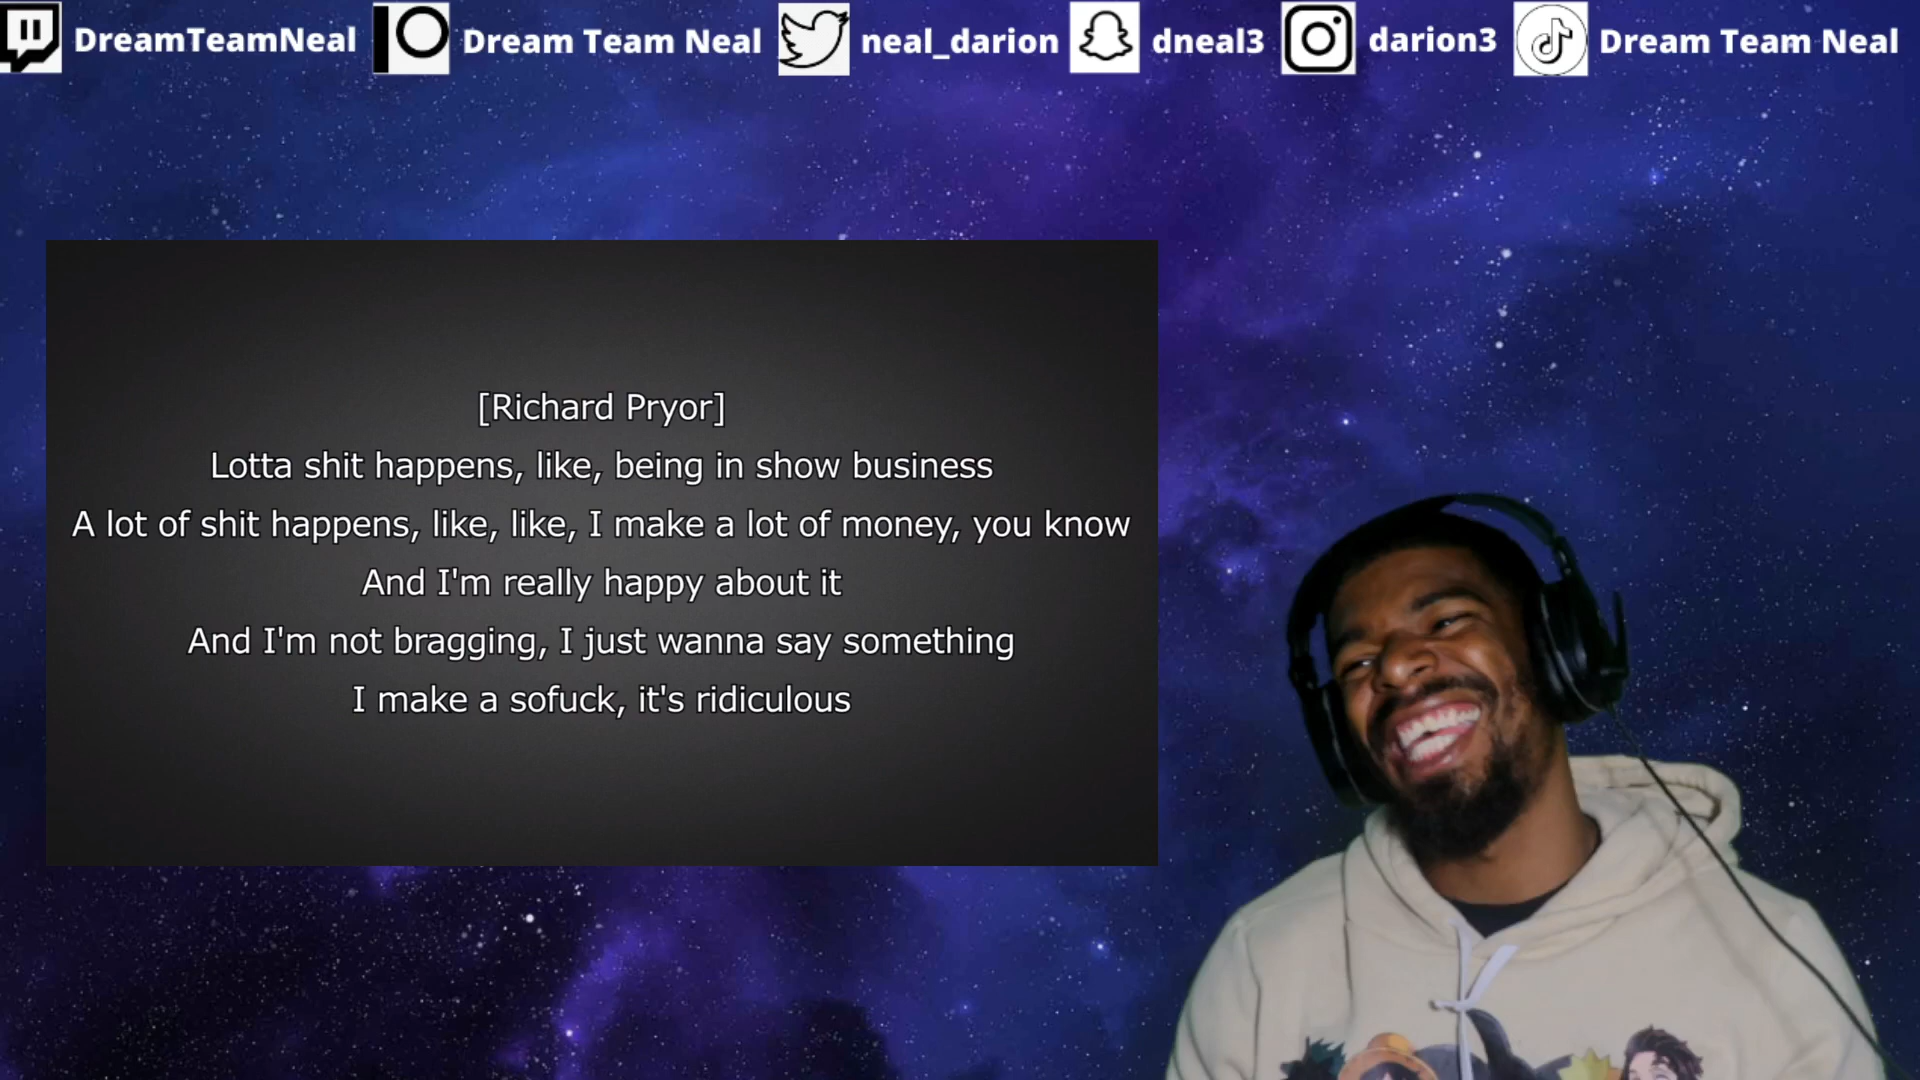 DreamTeamNeal Dream Team Neal neal_darion dneal3 darion3 Dream Team Neal
[Richard Pryor]
Lotta shit happens, like, being in show business
A lot of shit happens, like, like, I make a lot of money, you know
And I'm really happy about it
And I'm not bragging, I just wanna say something
I make a sofuck, it's ridiculous